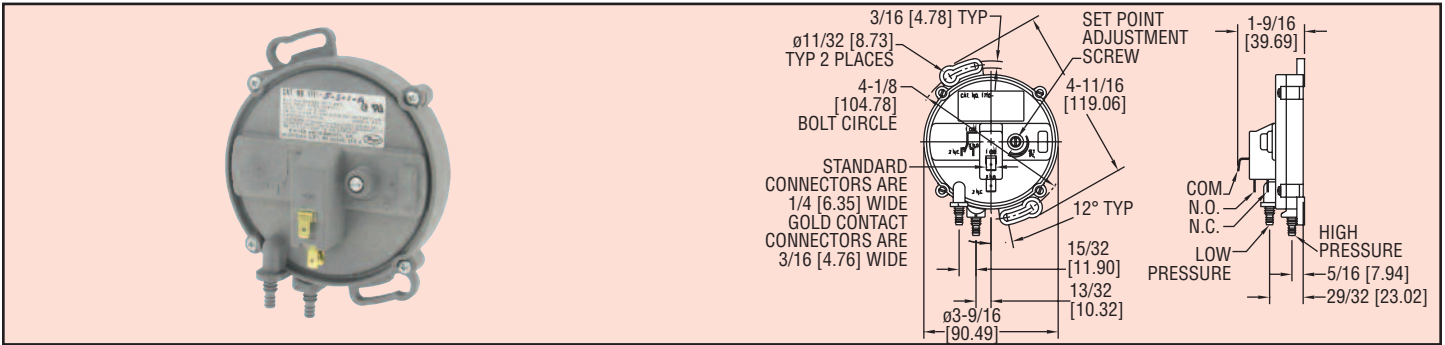 3/16 [4.78] TYP
ø11/32 [8.73]
TYP 2 PLACES
4-1/8
[104.78]
BOLT CIRCLE
SET POINT
ADJUSTMENT
SCREW
4-11/16
[119.06]
STANDARD
CONNECTORS ARE
1/4 [6.35] WIDE
GOLD CONTACT
CONNECTORS ARE
3/16 [4.76] WIDE
12° TYP
15/32
[11.90]
13/32
[10.32]
ø3-9/16
[90.49]
1-9/16
[39.69]
COM.
N.O.
N.C.
LOW
PRESSURE
HIGH
PRESSURE
5/16 [7.94]
29/32 [23.02]